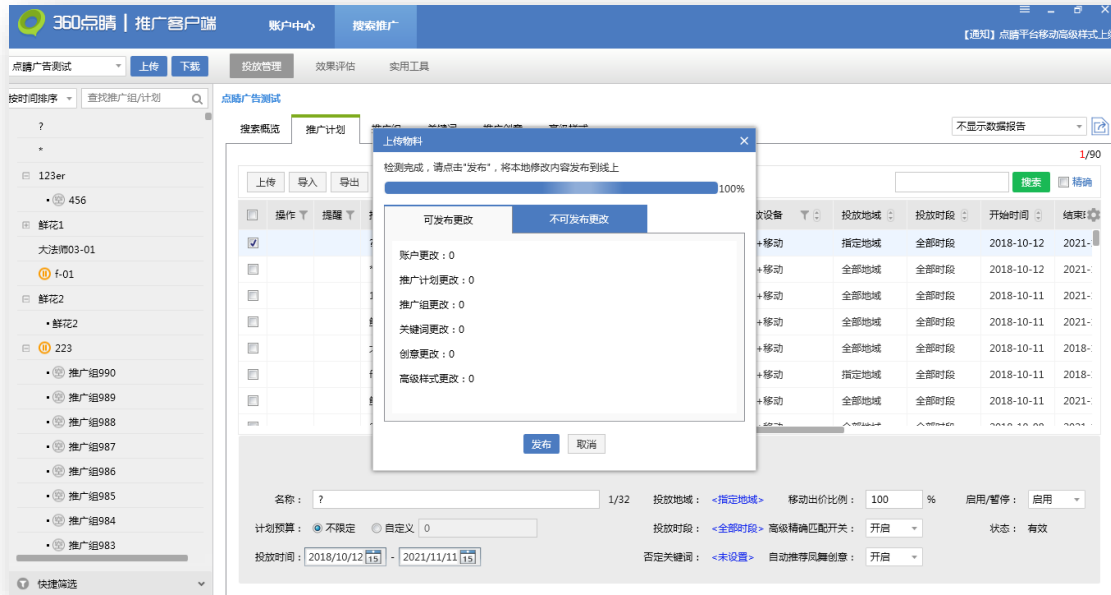 360点睛 | 推广客户端
账户中心
搜索推广
【通知】点睛平台移动高级样式上线
点睛广告测试
上传
下载
投放管理
效果评估
实用工具
按时间排序
查找推广组/计划
点睛广告测试
?
*
123er
456
鲜花1
大法师03-01
f-01
鲜花2
鲜花2
223
推广组990
推广组989
推广组988
推广组987
推广组986
推广组985
推广组984
推广组983
快捷筛选
搜索概览
推广计划
不显示数据报告
1/90
上传
导入
导出
搜索
精确
操作
提醒
投放地域
投放时段
开始时间
+移动 指定地域 全部时段 2018-10-12 2021-
+移动 全部地域 全部时段 2018-10-12 2021-
+移动 全部地域 全部时段 2018-10-11 2021-
+移动 全部地域 全部时段 2018-10-11 2021-
+移动 全部地域 全部时段 2018-10-11 2018-
+移动 指定地域 全部时段 2018-10-11 2018-
+移动 全部地域 全部时段 2018-10-11 2021-
上传物料
检测完成，请点击"发布"，将本地修改内容发布到线上
100%
可发布更改
不可发布更改
账户更改：0
推广计划更改：0
推广组更改：0
关键词更改：0
创意更改：0
高级样式更改：0
发布
取消
名称： ? 1/32 投放地域： <指定地域> 移动出价比例： 100 % 启用/暂停： 启用
计划预算： 不限定 自定义 0 投放时段： <全部时段> 高级精确匹配开关： 开启 状态： 有效
投放时间： 2018/10/12 15 - 2021/11/11 15 否定关键词： <未设置> 自动推荐凤舞创意： 开启